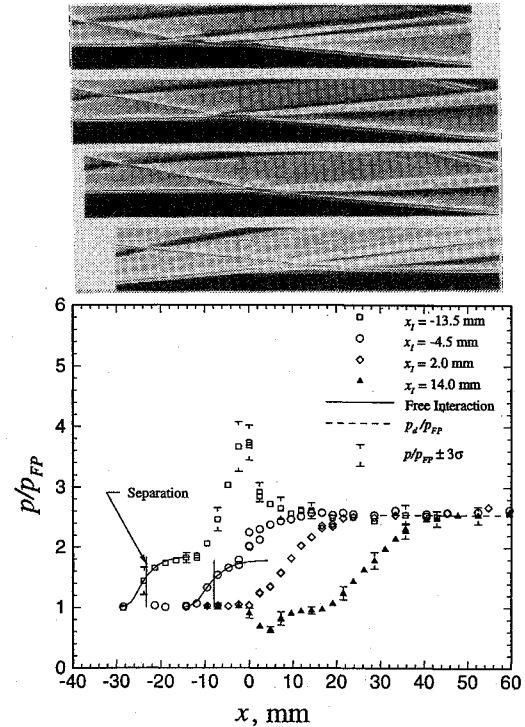 6
5
4
3
2
1
0
p/p_FP
x_I = -13.5 mm
x_I = -4.5 mm
x_I = 2.0 mm
x_I = 14.0 mm
Free Interaction
p_d/p_FP
p/p_FP ± 3σ
Separation
-40 -30 -20 -10 0 10 20 30 40 50 60
x, mm